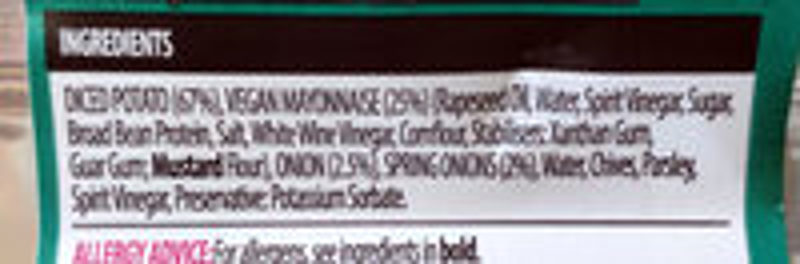 INGREDIENTS
DICED POTATO (67%), VEGAN MAYONNAISE (25%) (Rapeseed Oil, Water, Spirit Vinegar, Sugar,
Broad Bean Protein, Salt, White Wine Vinegar, Cornflour, Stabilisers: Xanthan Gum,
Guar Gum; Mustard Flour), ONION (2.5%), SPRING ONIONS (2%), Water, Chives, Parsley,
Spirit Vinegar, Preservative: Potassium Sorbate.
ALLERGY ADVICE: For allergens, see ingredients in bold.